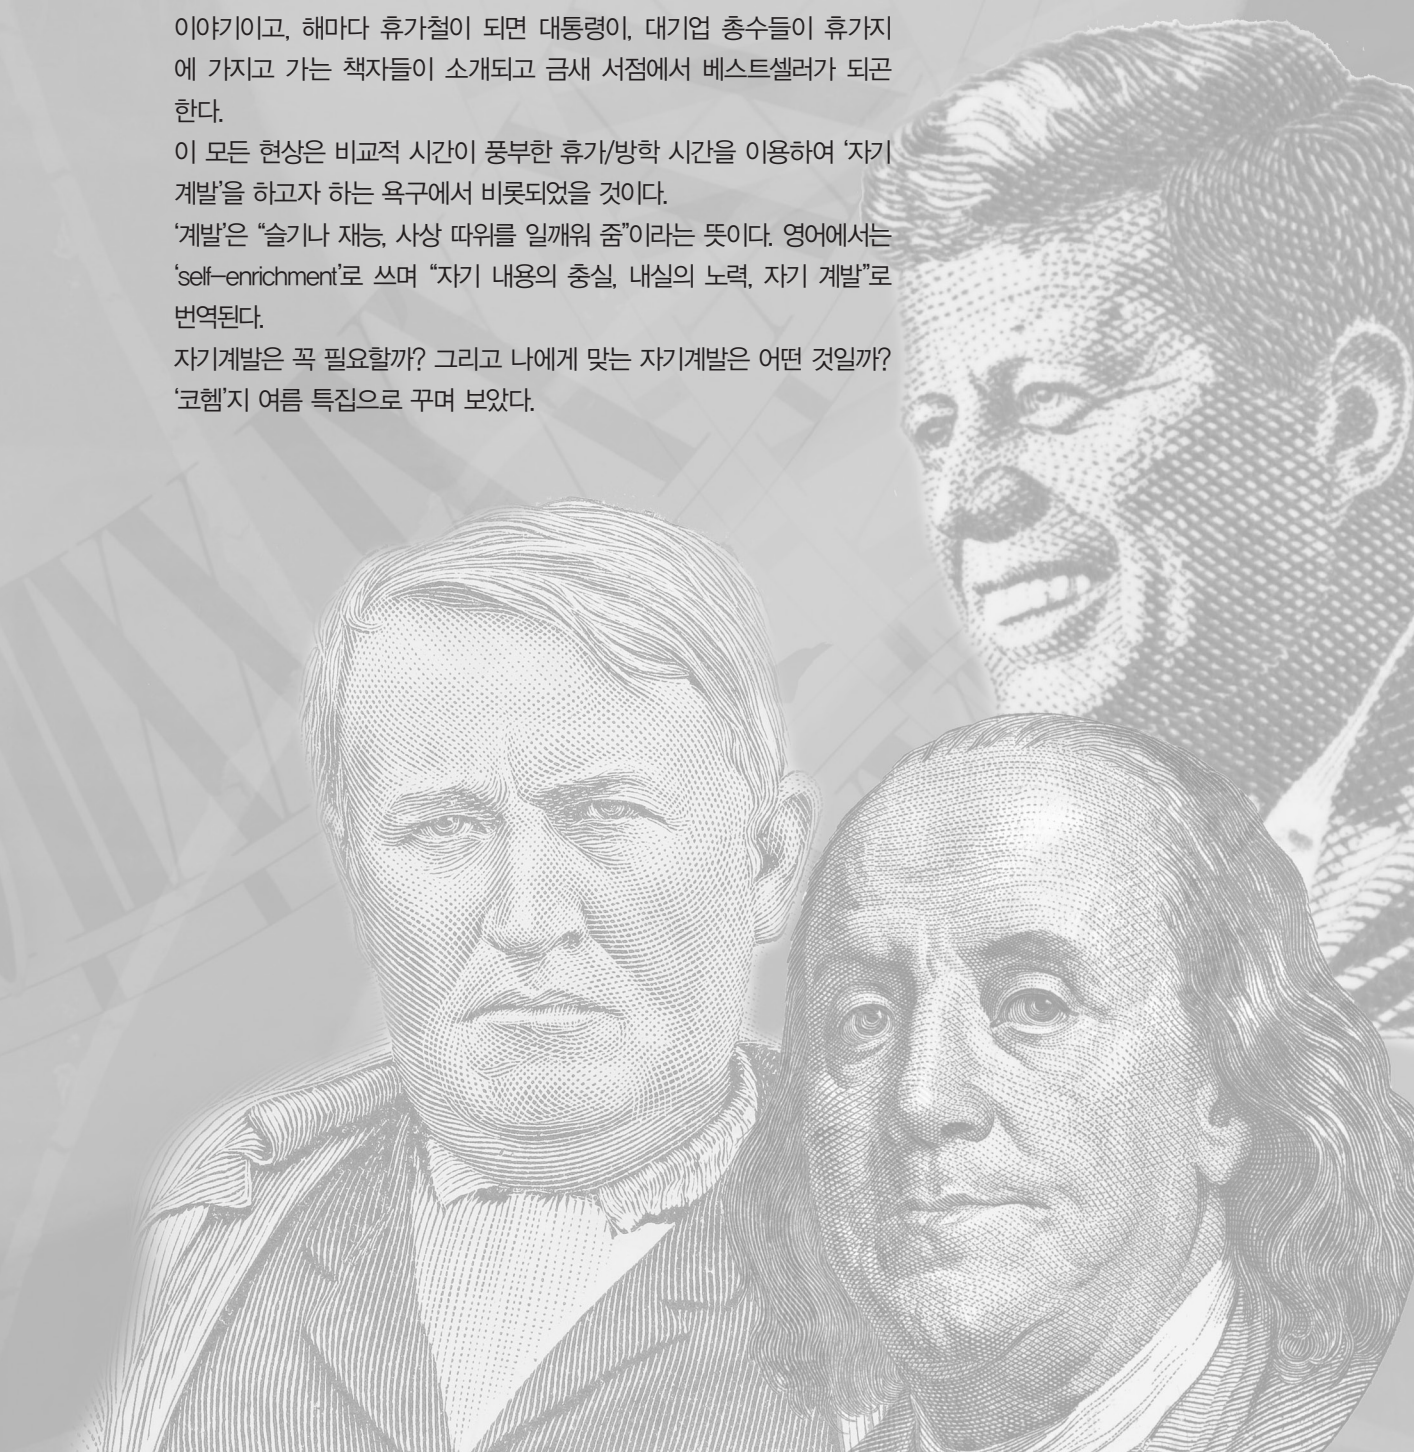 이야기이고, 해마다 휴가철이 되면 대통령이, 대기업 총수들이 휴가지
에 가지고 가는 책자들이 소개되고 금새 서점에서 베스트셀러가 되곤
한다.
이 모든 현상은 비교적 시간이 풍부한 휴가/방학 시간을 이용하여 ‘자기
계발’을 하고자 하는 욕구에서 비롯되었을 것이다.
‘계발’은 “슬기나 재능, 사상 따위를 일깨워 줌”이라는 뜻이다. 영어에서는
‘self-enrichment’로 쓰며 “자기 내용의 충실, 내실의 노력, 자기 계발”로
번역된다.
자기계발은 꼭 필요할까? 그리고 나에게 맞는 자기계발은 어떤 것일까?
‘코헴’지 여름 특집으로 꾸며 보았다.